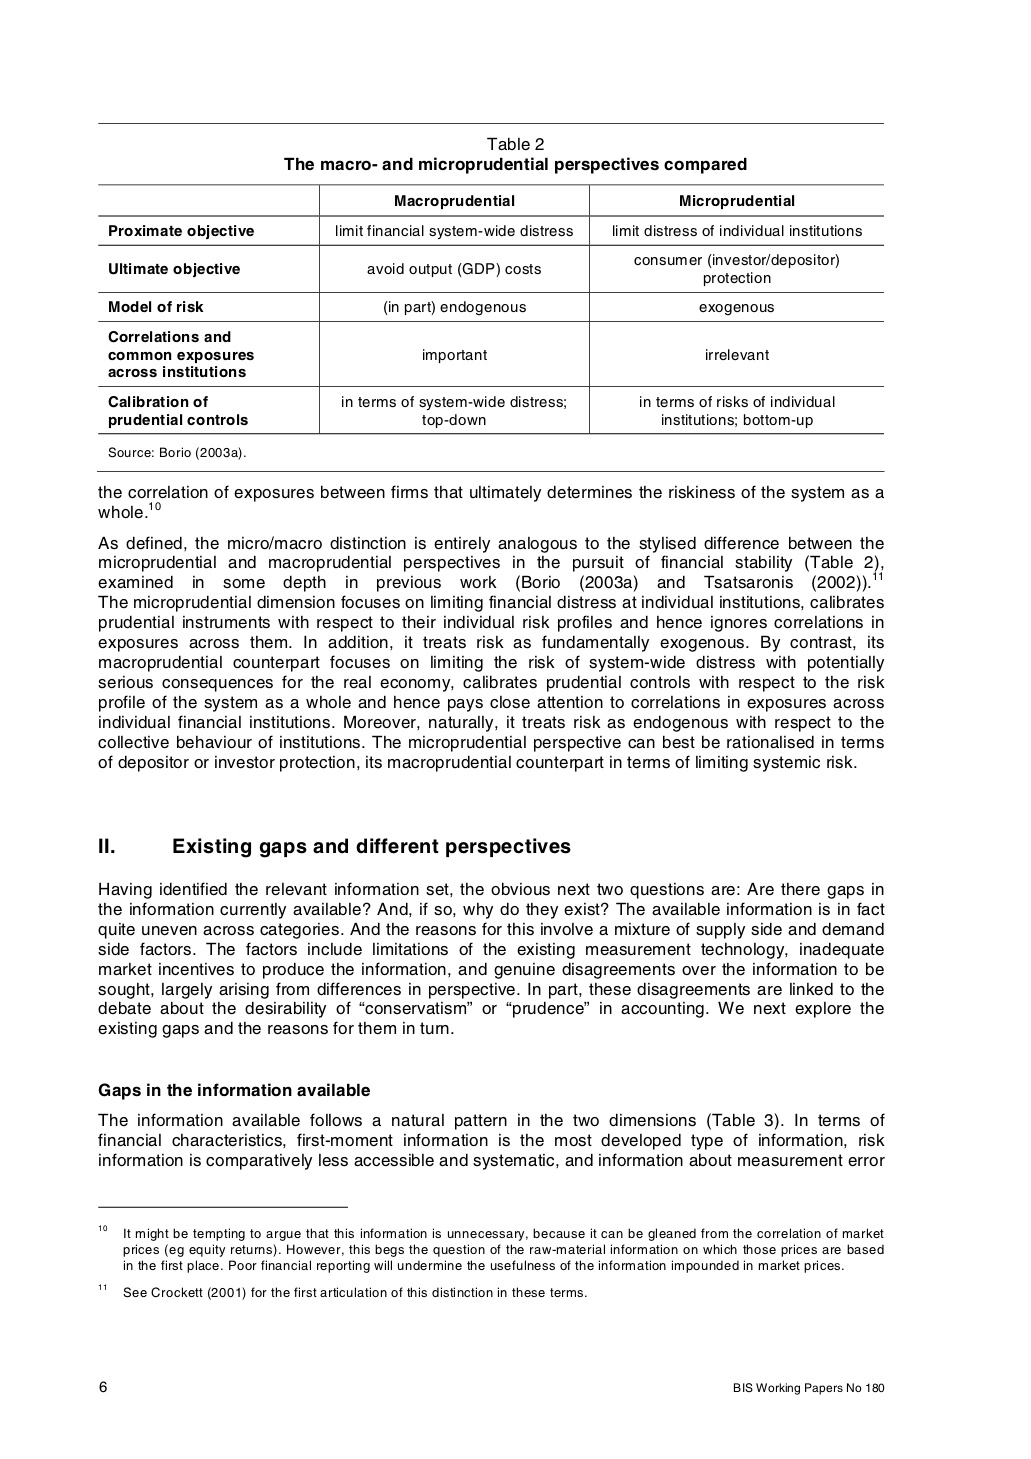 Table 2
The macro- and microprudential perspectives compared
Macroprudential Microprudential
Proximate objective limit financial system-wide distress limit distress of individual institutions
Ultimate objective avoid output (GDP) costs consumer (investor/depositor)
protection
Model of risk (in part) endogenous exogenous
Correlations and
common exposures important irrelevant
across institutions
Calibration of in terms of system-wide distress; in terms of risks of individual
prudential controls top-down institutions; bottom-up
Source: Borio (2003a).
the correlation of exposures between firms that ultimately determines the riskiness of the system as a
whole.10
As defined, the micro/macro distinction is entirely analogous to the stylised difference between the
microprudential and macroprudential perspectives in the pursuit of financial stability (Table 2),
examined in some depth in previous work (Borio (2003a) and Tsatsaronis (2002)).11
The microprudential dimension focuses on limiting financial distress at individual institutions, calibrates
prudential instruments with respect to their individual risk profiles and hence ignores correlations in
exposures across them. In addition, it treats risk as fundamentally exogenous. By contrast, its
macroprudential counterpart focuses on limiting the risk of system-wide distress with potentially
serious consequences for the real economy, calibrates prudential controls with respect to the risk
profile of the system as a whole and hence pays close attention to correlations in exposures across
individual financial institutions. Moreover, naturally, it treats risk as endogenous with respect to the
collective behaviour of institutions. The microprudential perspective can best be rationalised in terms
of depositor or investor protection, its macroprudential counterpart in terms of limiting systemic risk.
II. Existing gaps and different perspectives
Having identified the relevant information set, the obvious next two questions are: Are there gaps in
the information currently available? And, if so, why do they exist? The available information is in fact
quite uneven across categories. And the reasons for this involve a mixture of supply side and demand
side factors. The factors include limitations of the existing measurement technology, inadequate
market incentives to produce the information, and genuine disagreements over the information to be
sought, largely arising from differences in perspective. In part, these disagreements are linked to the
debate about the desirability of “conservatism” or “prudence” in accounting. We next explore the
existing gaps and the reasons for them in turn.
Gaps in the information available
The information available follows a natural pattern in the two dimensions (Table 3). In terms of
financial characteristics, first-moment information is the most developed type of information, risk
information is comparatively less accessible and systematic, and information about measurement error
10 It might be tempting to argue that this information is unnecessary, because it can be gleaned from the correlation of market
prices (eg equity returns). However, this begs the question of the raw-material information on which those prices are based
in the first place. Poor financial reporting will undermine the usefulness of the information impounded in market prices.
11 See Crockett (2001) for the first articulation of this distinction in these terms.
6 BIS Working Papers No 180